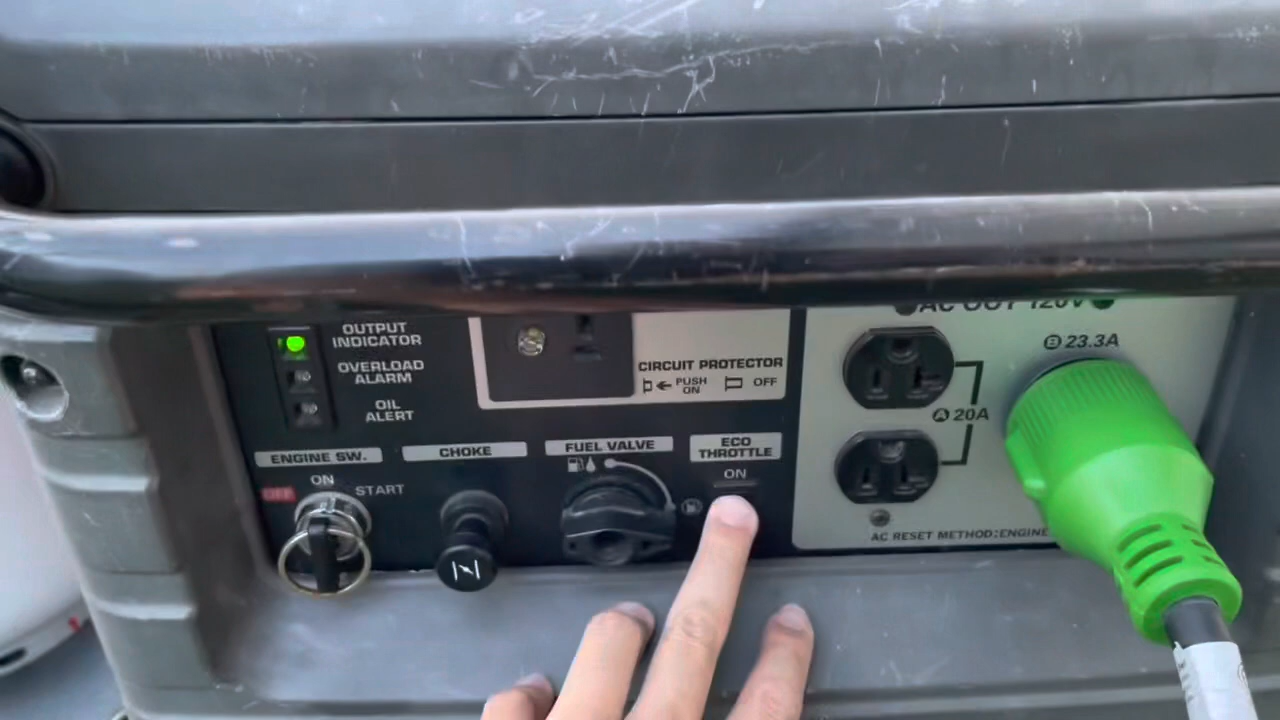 OUTPUT
INDICATOR
OVERLOAD
ALARM
OIL
ALERT
ENGINE SW.
ON
OFF
START
CHOKE
FUEL VALVE
ECO
THROTTLE
ON
CIRCUIT PROTECTOR
PUSH
ON
OFF
AC OUT 120V
B 23.3A
A 20A
AC RESET METHOD:ENGINE